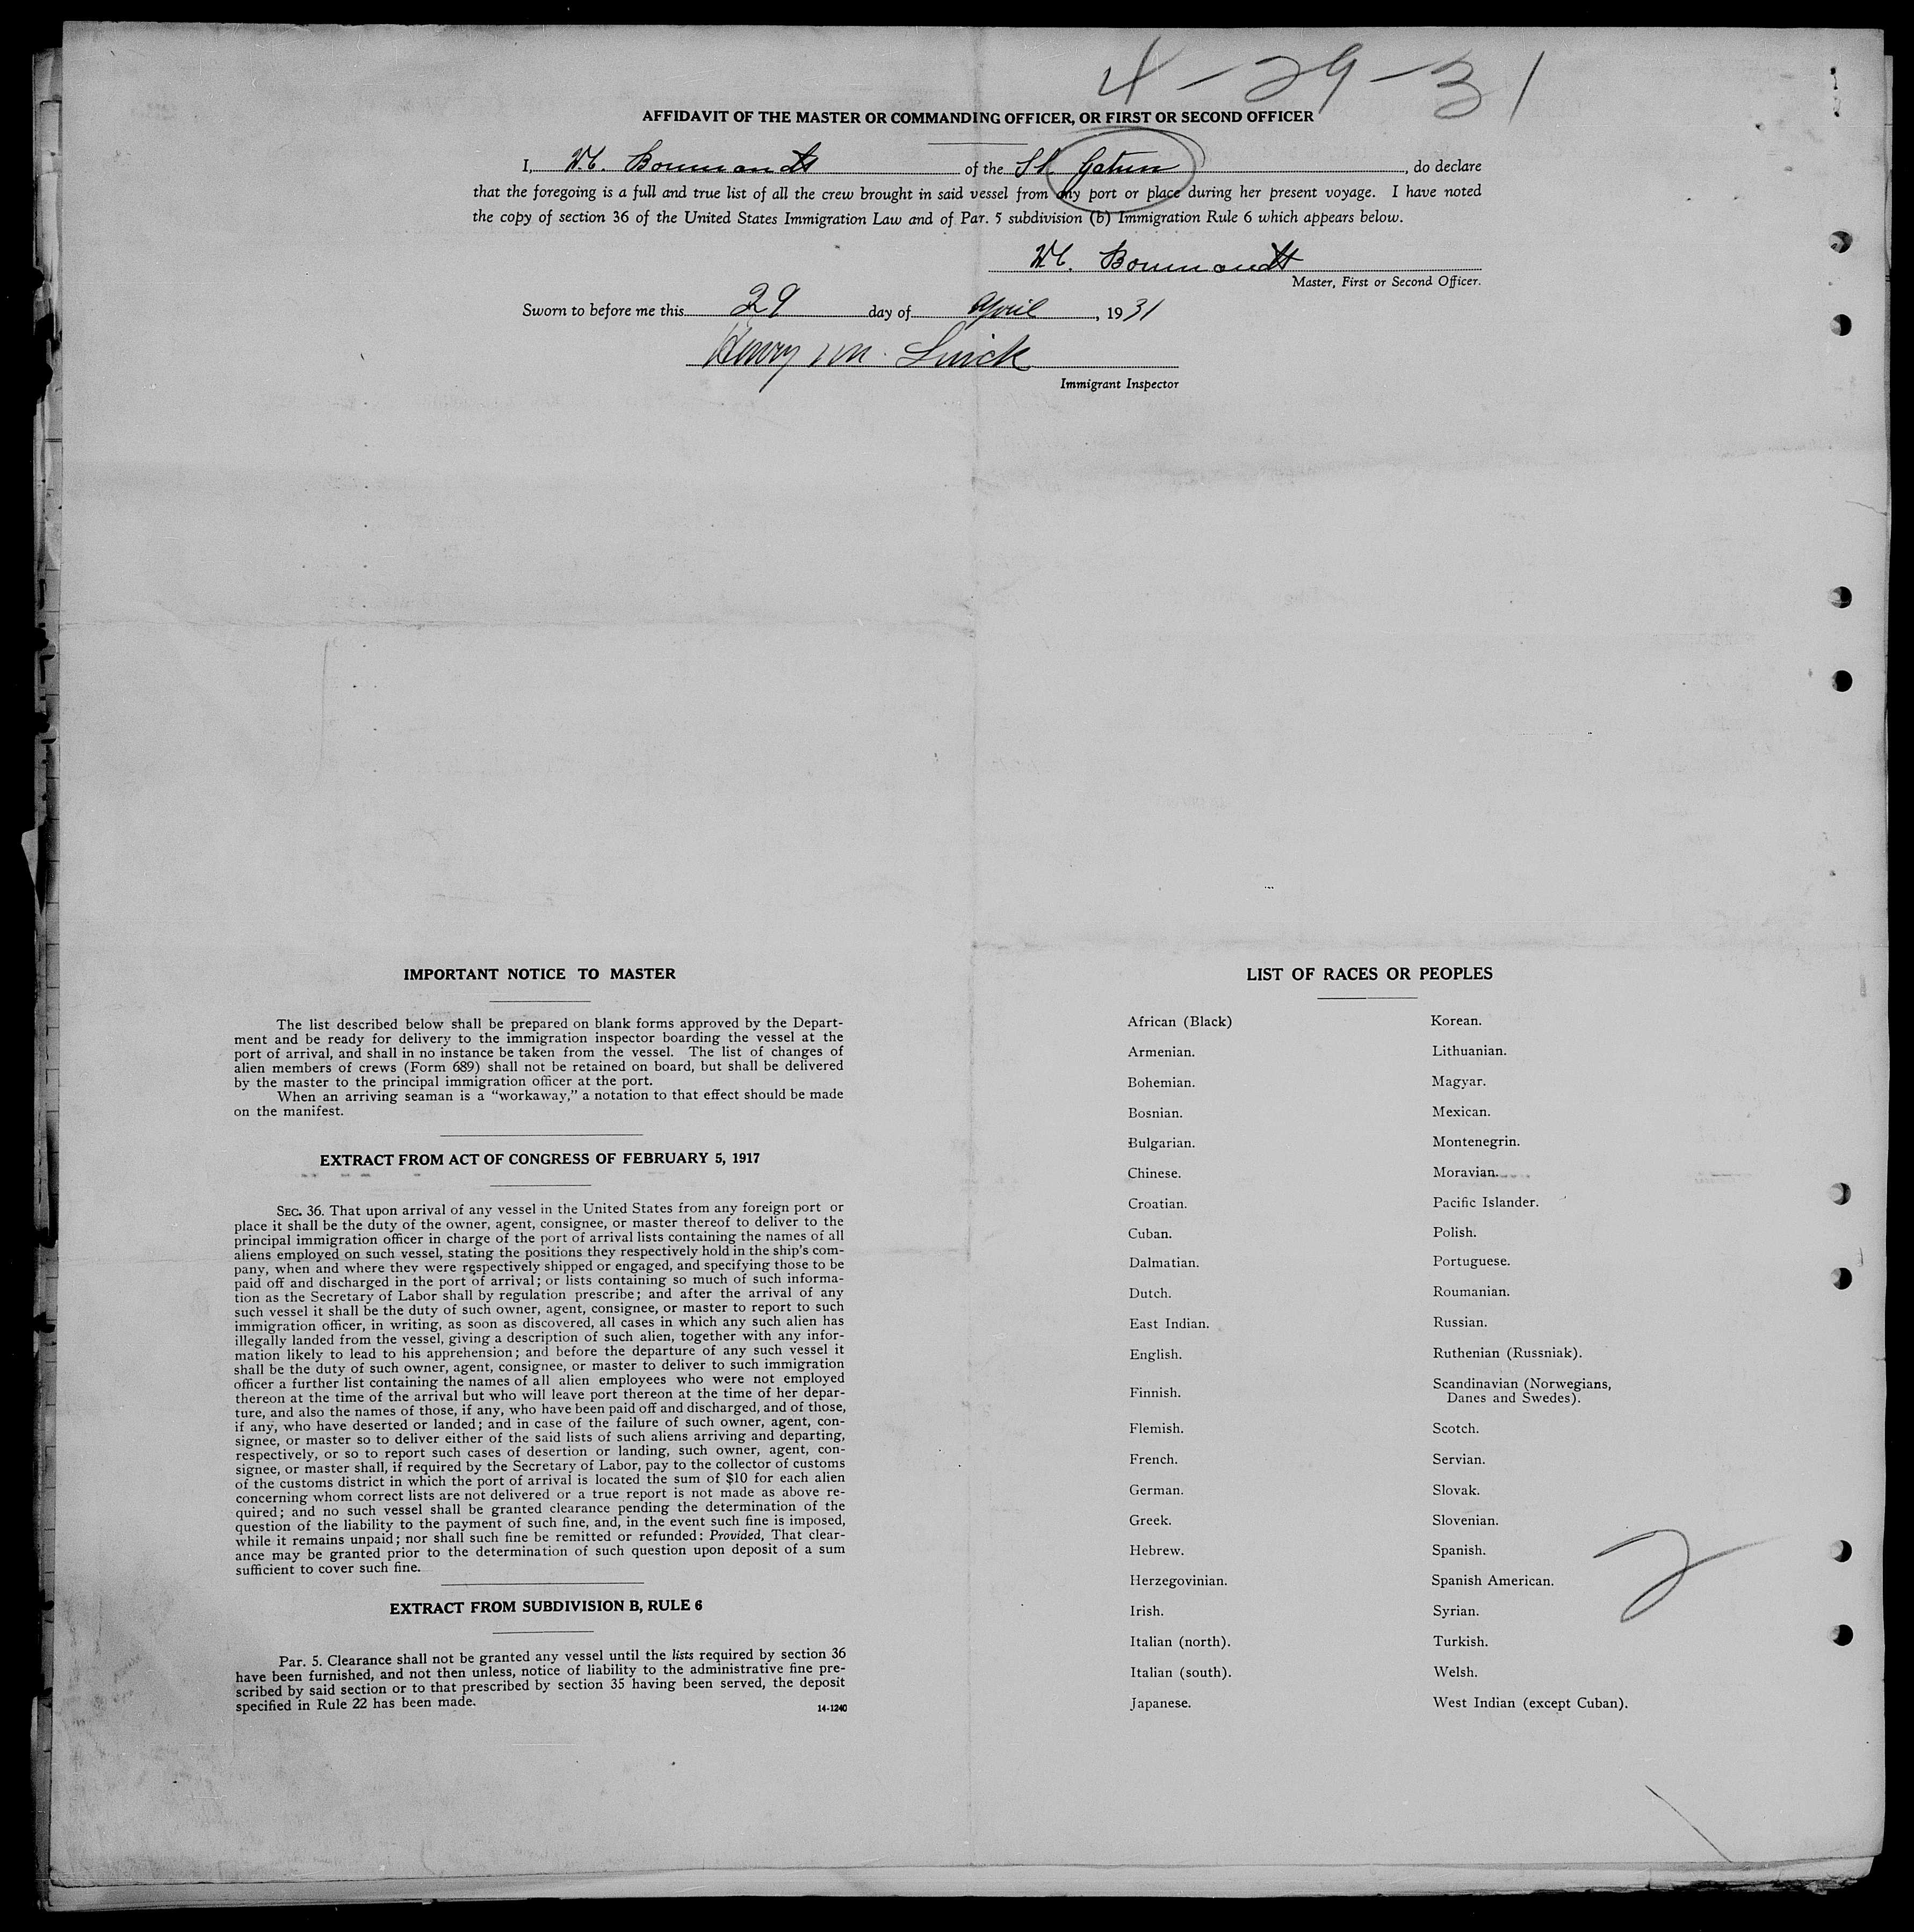 4-29-31
AFFIDAVIT OF THE MASTER OR COMMANDING OFFICER, OR FIRST OR SECOND OFFICER
I, of the Gatun, do declare
that the foregoing is a full and true list of all the crew brought in said vessel from any port or place during her present voyage. I have noted
the copy of section 36 of the United States Immigration Law and of Par. 5 subdivision (b) Immigration Rule 6 which appears below.
Master, First or Second Officer.
Sworn to before me this 29 day of April, 1931
Henry M.
Immigrant Inspector
IMPORTANT NOTICE TO MASTER
The list described below shall be prepared on blank forms approved by the Depart-
ment and be ready for delivery to the immigration inspector boarding the vessel at the
port of arrival, and shall in no instance be taken from the vessel. The list of changes of
alien members of crews (Form 689) shall not be retained on board, but shall be delivered
by the master to the principal immigration officer at the port.
When an arriving seaman is a "workaway," a notation to that effect should be made
on the manifest.
EXTRACT FROM ACT OF CONGRESS OF FEBRUARY 5, 1917
SEC. 36. That upon arrival of any vessel in the United States from any foreign port or
place it shall be the duty of the owner, agent, consignee, or master thereof to deliver to the
principal immigration officer in charge of the port of arrival lists containing the names of all
aliens employed on such vessel, stating the positions they respectively hold in the ship's com-
pany, when and where they were respectively shipped or engaged, and specifying those to be
paid off and discharged in the port of arrival; or lists containing so much of such informa-
tion as the Secretary of Labor shall by regulation prescribe; and after the arrival of any
such vessel it shall be the duty of such owner, agent, consignee, or master to report to such
immigration officer, in writing, as soon as discovered, all cases in which any such alien has
illegally landed from the vessel, giving a description of such alien, together with any infor-
mation likely to lead to his apprehension; and before the departure of any such vessel it
shall be the duty of such owner, agent, consignee, or master to deliver to such immigration
officer a further list containing the names of all alien employees who were not employed
thereon at the time of the arrival but who will leave port thereon at the time of her depar-
ture, and also the names of those, if any, who have been paid off and discharged, and of those,
if any, who have deserted or landed; and in case of the failure of such owner, agent, con-
signee, or master so to deliver either of the said lists of such aliens arriving and departing,
respectively, or so to report such cases of desertion or landing, such owner, agent, con-
signee, or master shall, if required by the Secretary of Labor, pay to the collector of customs
of the customs district in which the port of arrival is located the sum of $10 for each alien
concerning whom correct lists are not delivered or a true report is not made as above re-
quired; and no such vessel shall be granted clearance pending the determination of the
question of the liability to the payment of such fine, and, in the event such fine is imposed,
while it remains unpaid; nor shall such fine be remitted or refunded: Provided, That clear-
ance may be granted prior to the determination of such question upon deposit of a sum
sufficient to cover such fine.
EXTRACT FROM SUBDIVISION B, RULE 6
Par. 5. Clearance shall not be granted any vessel until the lists required by section 36
have been furnished, and not then unless, notice of liability to the administrative fine pre-
scribed by said section or to that prescribed by section 35 having been served, the deposit
specified in Rule 22 has been made.
14-1240
LIST OF RACES OR PEOPLES
African (Black)
Armenian.
Bohemian.
Bosnian.
Bulgarian.
Chinese.
Croatian.
Cuban.
Dalmatian.
Dutch.
East Indian.
English.
Finnish.
Flemish.
French.
German.
Greek.
Hebrew.
Herzegovinian.
Irish.
Italian (north).
Italian (south).
Japanese.
Korean.
Lithuanian.
Magyar.
Mexican.
Montenegrin.
Moravian.
Pacific Islander.
Polish.
Portuguese.
Roumanian.
Russian.
Ruthenian (Russniak).
Scandinavian (Norwegians,
Danes and Swedes).
Scotch.
Servian.
Slovak.
Slovenian.
Spanish.
Spanish American.
Syrian.
Turkish.
Welsh.
West Indian (except Cuban).
2